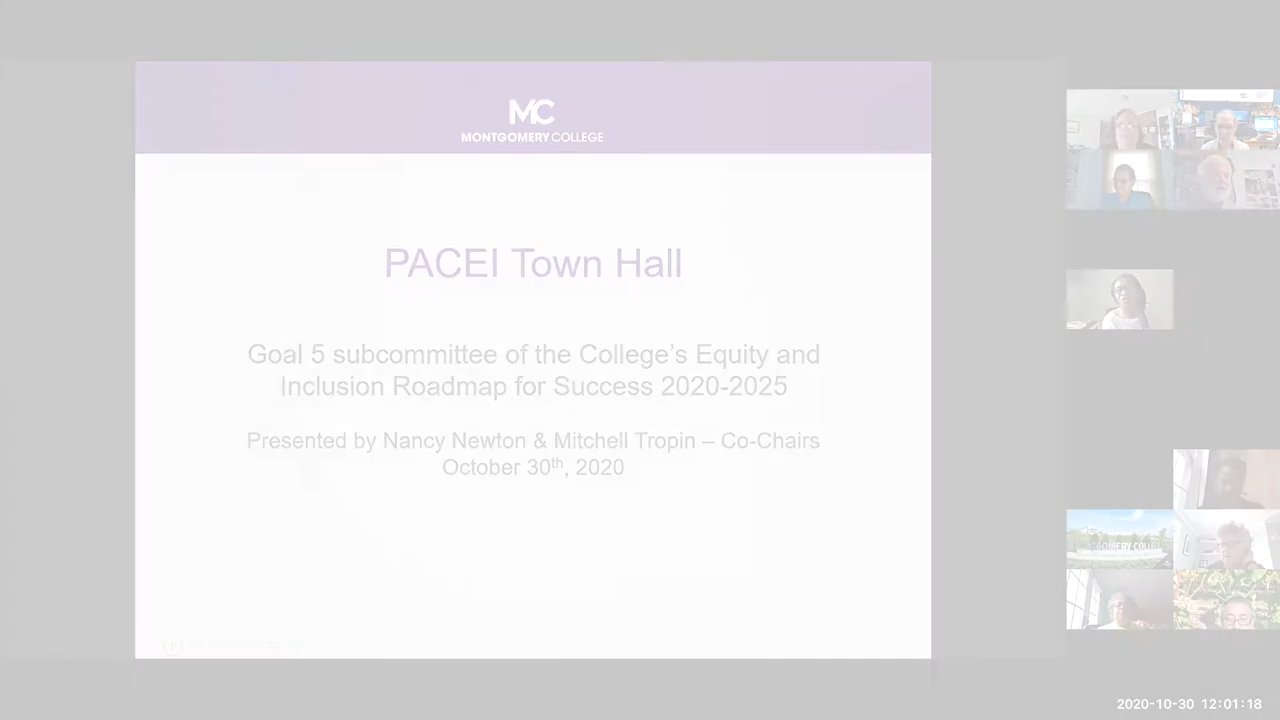 MC
MONTGOMERY COLLEGE
PACEI Town Hall
Goal 5 subcommittee of the College’s Equity and
Inclusion Roadmap for Success 2020-2025
Presented by Nancy Newton & Mitchell Tropin – Co-Chairs
October 30th, 2020
2020-10-30 12:01:18